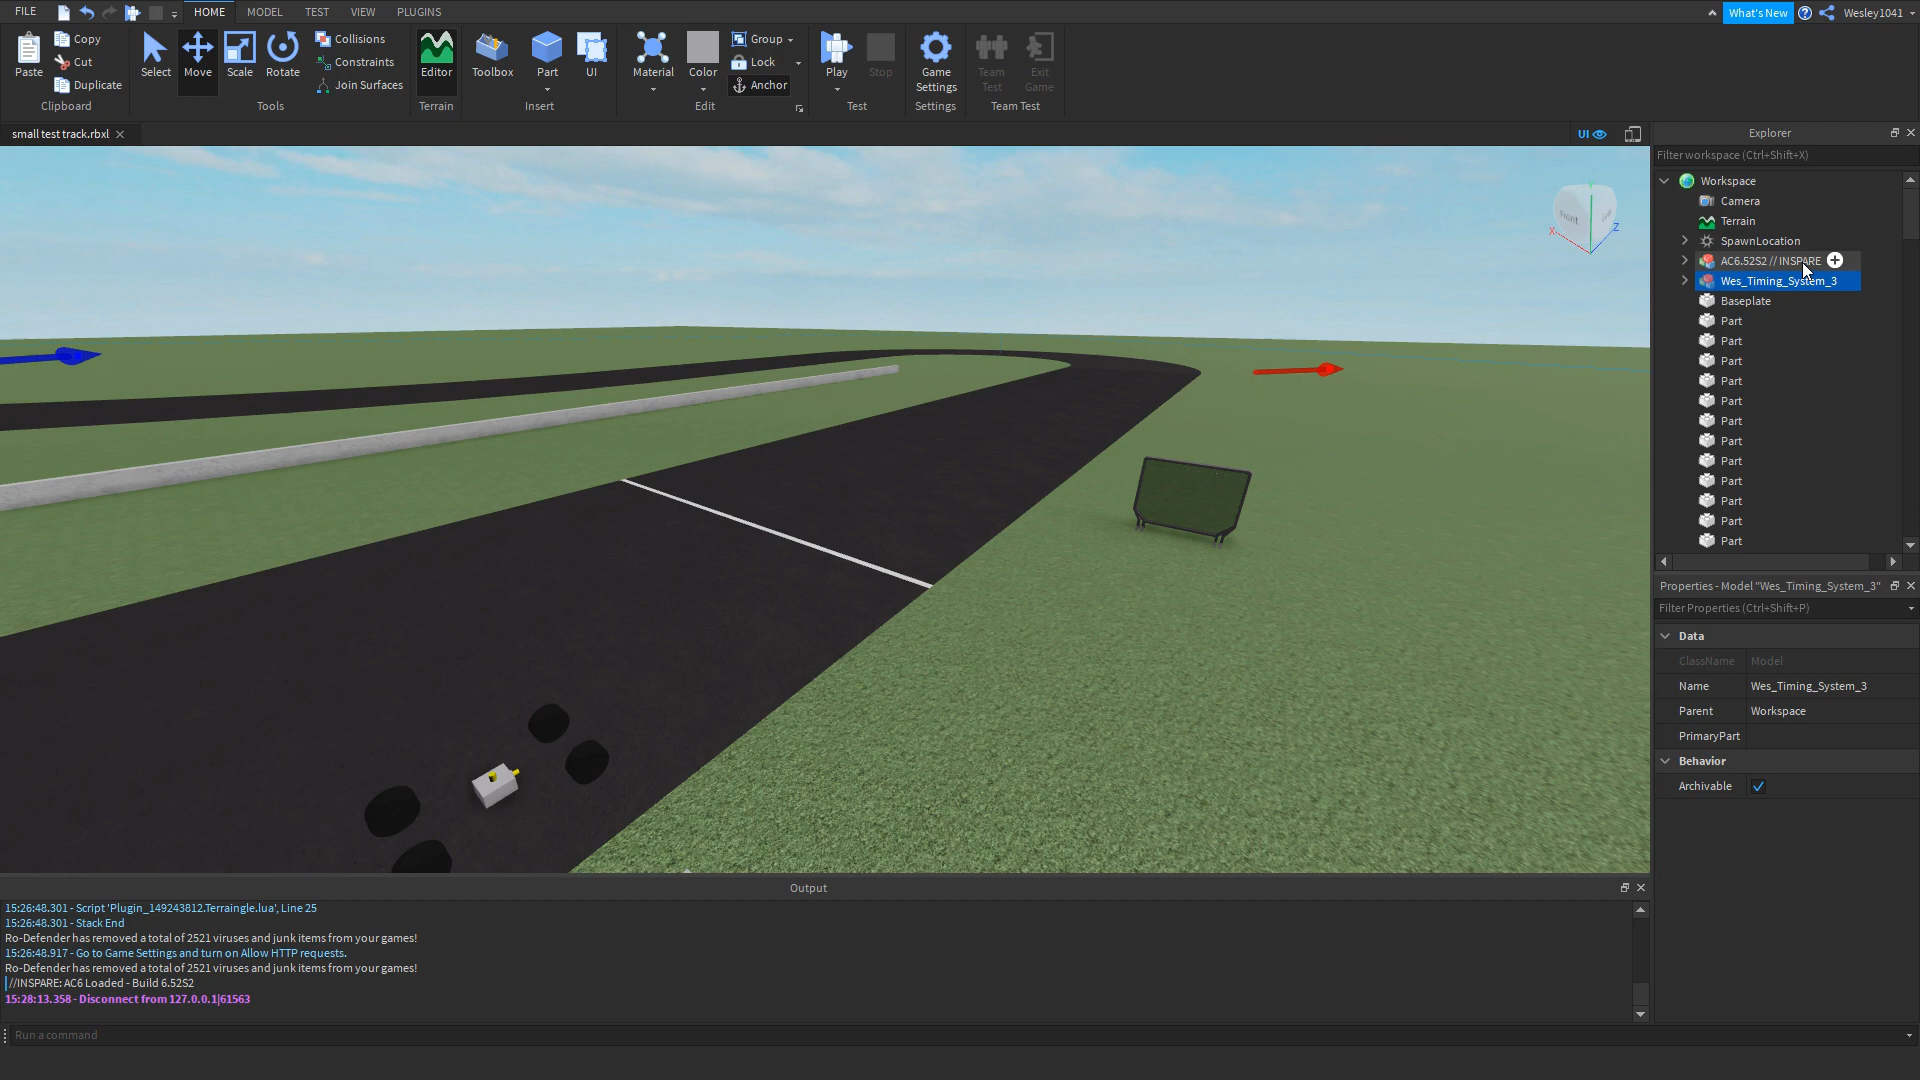 FILE HOME MODEL TEST VIEW PLUGINS What's New Wesley1041
Paste Copy Cut Duplicate Select Move Scale Rotate Collisions Constraints Join Surfaces Editor Toolbox Part UI Material Color Group Lock Anchor Play Stop Game Settings Team Test Exit Game
Clipboard Tools Terrain Insert Edit Test Settings Team Test
small test track.rbxl UI
Front
X Y Z
Explorer
Filter workspace (Ctrl+Shift+X)
Workspace
Camera
Terrain
SpawnLocation
AC6.52S2 // INSPARE
Wes_Timing_System_3
Baseplate
Part
Part
Part
Part
Part
Part
Part
Part
Part
Part
Part
Part
Properties - Model "Wes_Timing_System_3"
Filter Properties (Ctrl+Shift+P)
Data
ClassName Model
Name Wes_Timing_System_3
Parent Workspace
PrimaryPart
Behavior
Archivable
Output
15:26:48.301 - Script 'Plugin_149243812.Terraingle.lua', Line 25
15:26:48.301 - Stack End
Ro-Defender has removed a total of 2521 viruses and junk items from your games!
15:26:48.917 - Go to Game Settings and turn on Allow HTTP requests.
Ro-Defender has removed a total of 2521 viruses and junk items from your games!
//INSPARE: AC6 Loaded - Build 6.52S2
15:28:13.358 - Disconnect from 127.0.0.1|61563
Run a command